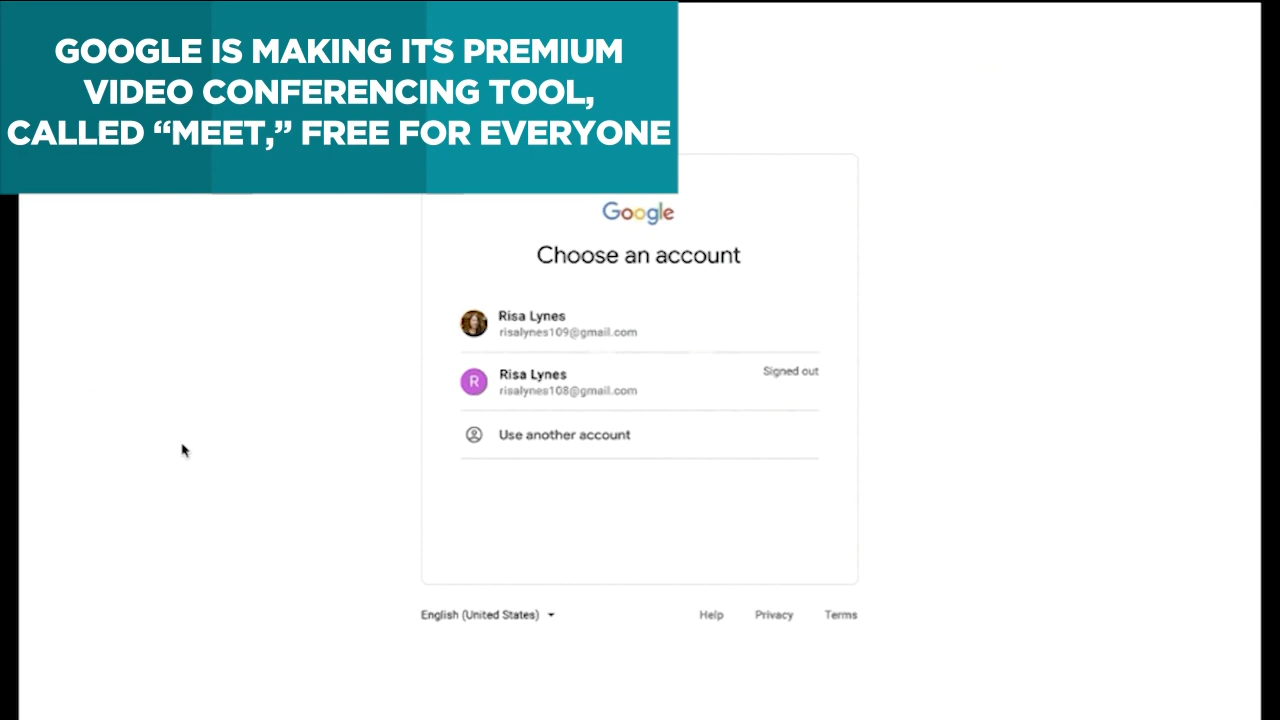 GOOGLE IS MAKING ITS PREMIUM
VIDEO CONFERENCING TOOL,
CALLED “MEET,” FREE FOR EVERYONE
Google
Choose an account
Risa Lynes
risalynes109@gmail.com
R
Risa Lynes
risalynes108@gmail.com
Signed out
Use another account
English (United States)
Help Privacy Terms